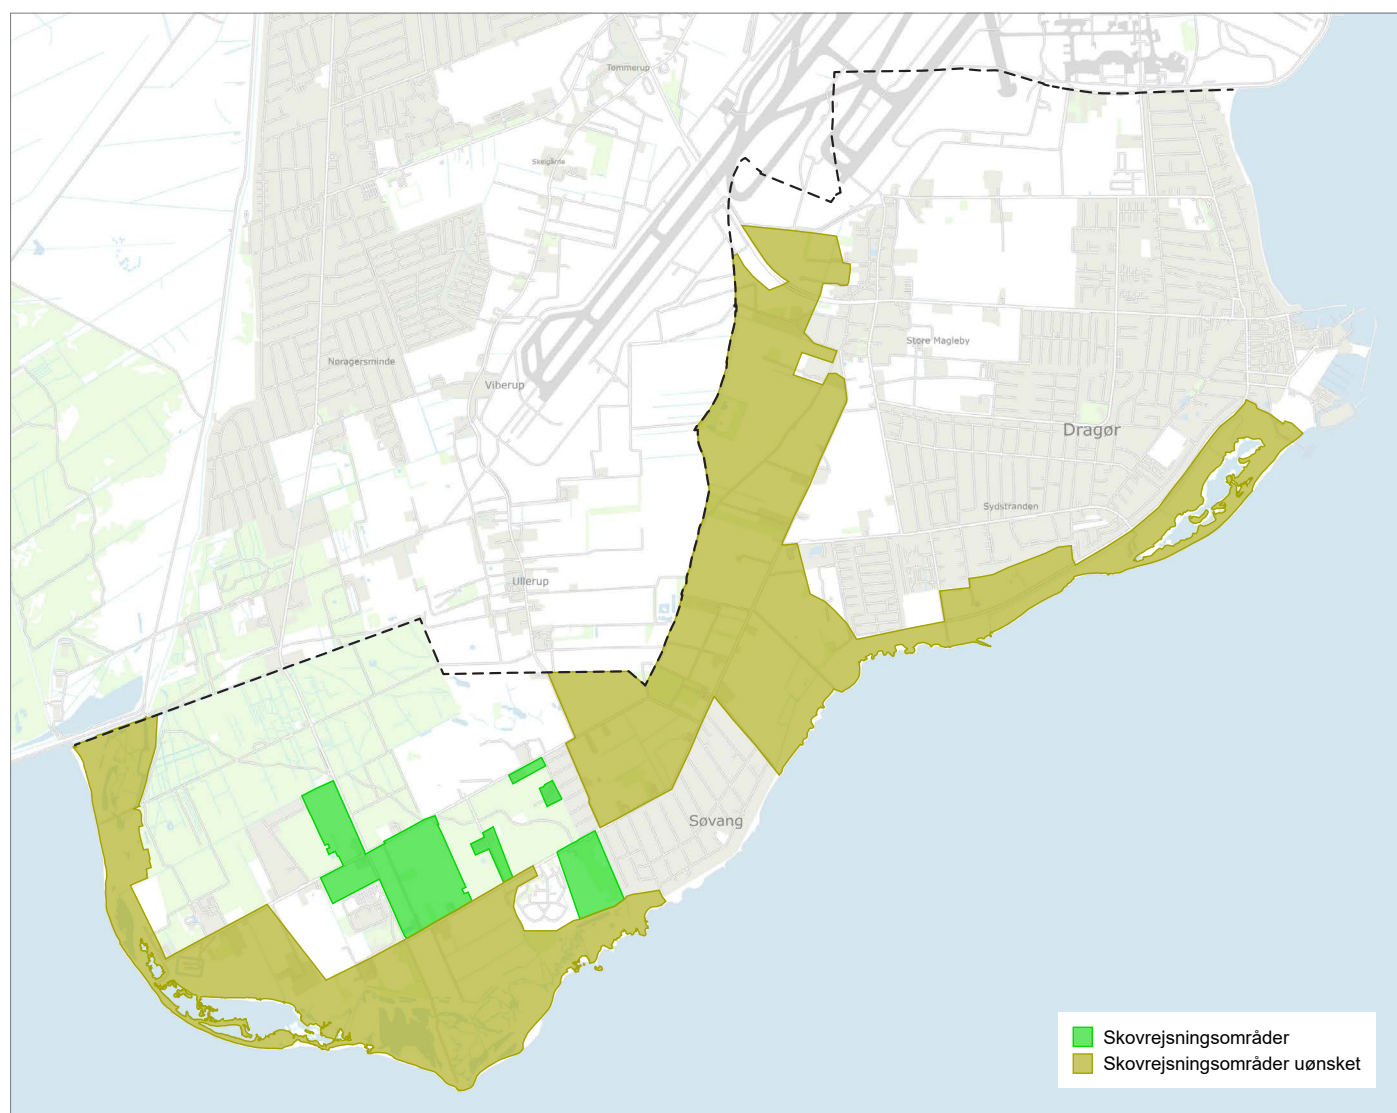 Tømmerup
Skelgårde
Nøragersminde
Viberup
Store Magleby
Dragør
Sydstranden
Ullerup
Søvang
Skovrejsningsområder
Skovrejsningsområder uønsket